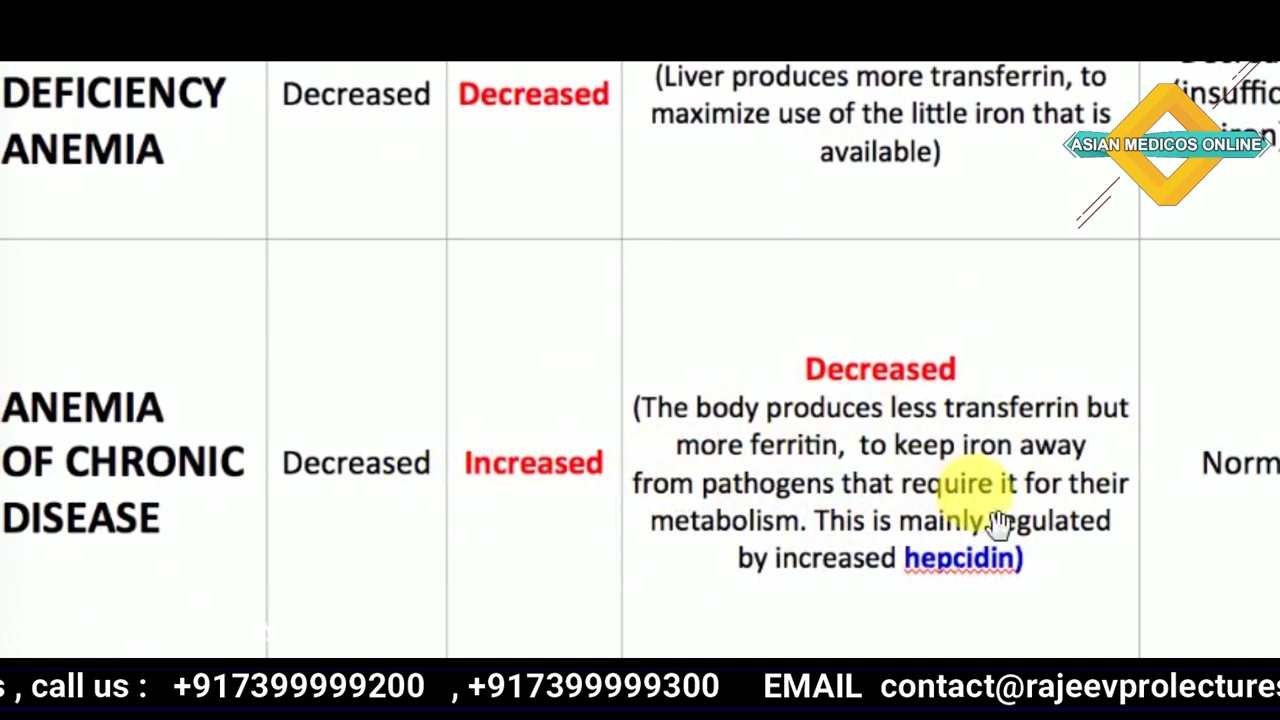 DEFICIENCY
ANEMIA
Decreased
Decreased
(Liver produces more transferrin, to
maximize use of the little iron that is
available)
(insuffic
iron)
ASIAN MEDICOS ONLINE
ANEMIA
OF CHRONIC
DISEASE
Decreased
Increased
Decreased
(The body produces less transferrin but
more ferritin, to keep iron away
from pathogens that require it for their
metabolism. This is mainly regulated
by increased hepcidin)
Norm
s , call us : +917399999200 , +917399999300 EMAIL contact@rajeevprolectures